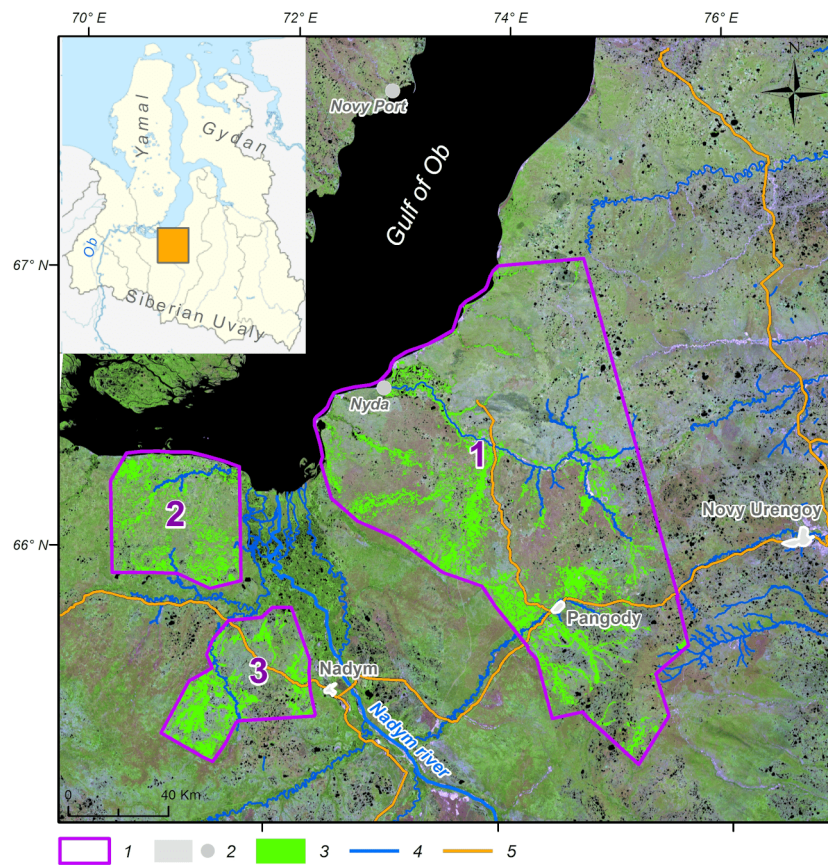 70° E 72° E 74° E 76° E
N
Novy Port
Yamal
Gydan
Gulf of Ob
Ob
67° N
Siberian Uvaly
Nyda
1
2
Novy Urengoy
66° N
Pangody
3
Nadym
Nadym river
0 40 Km
1 2 3 4 5